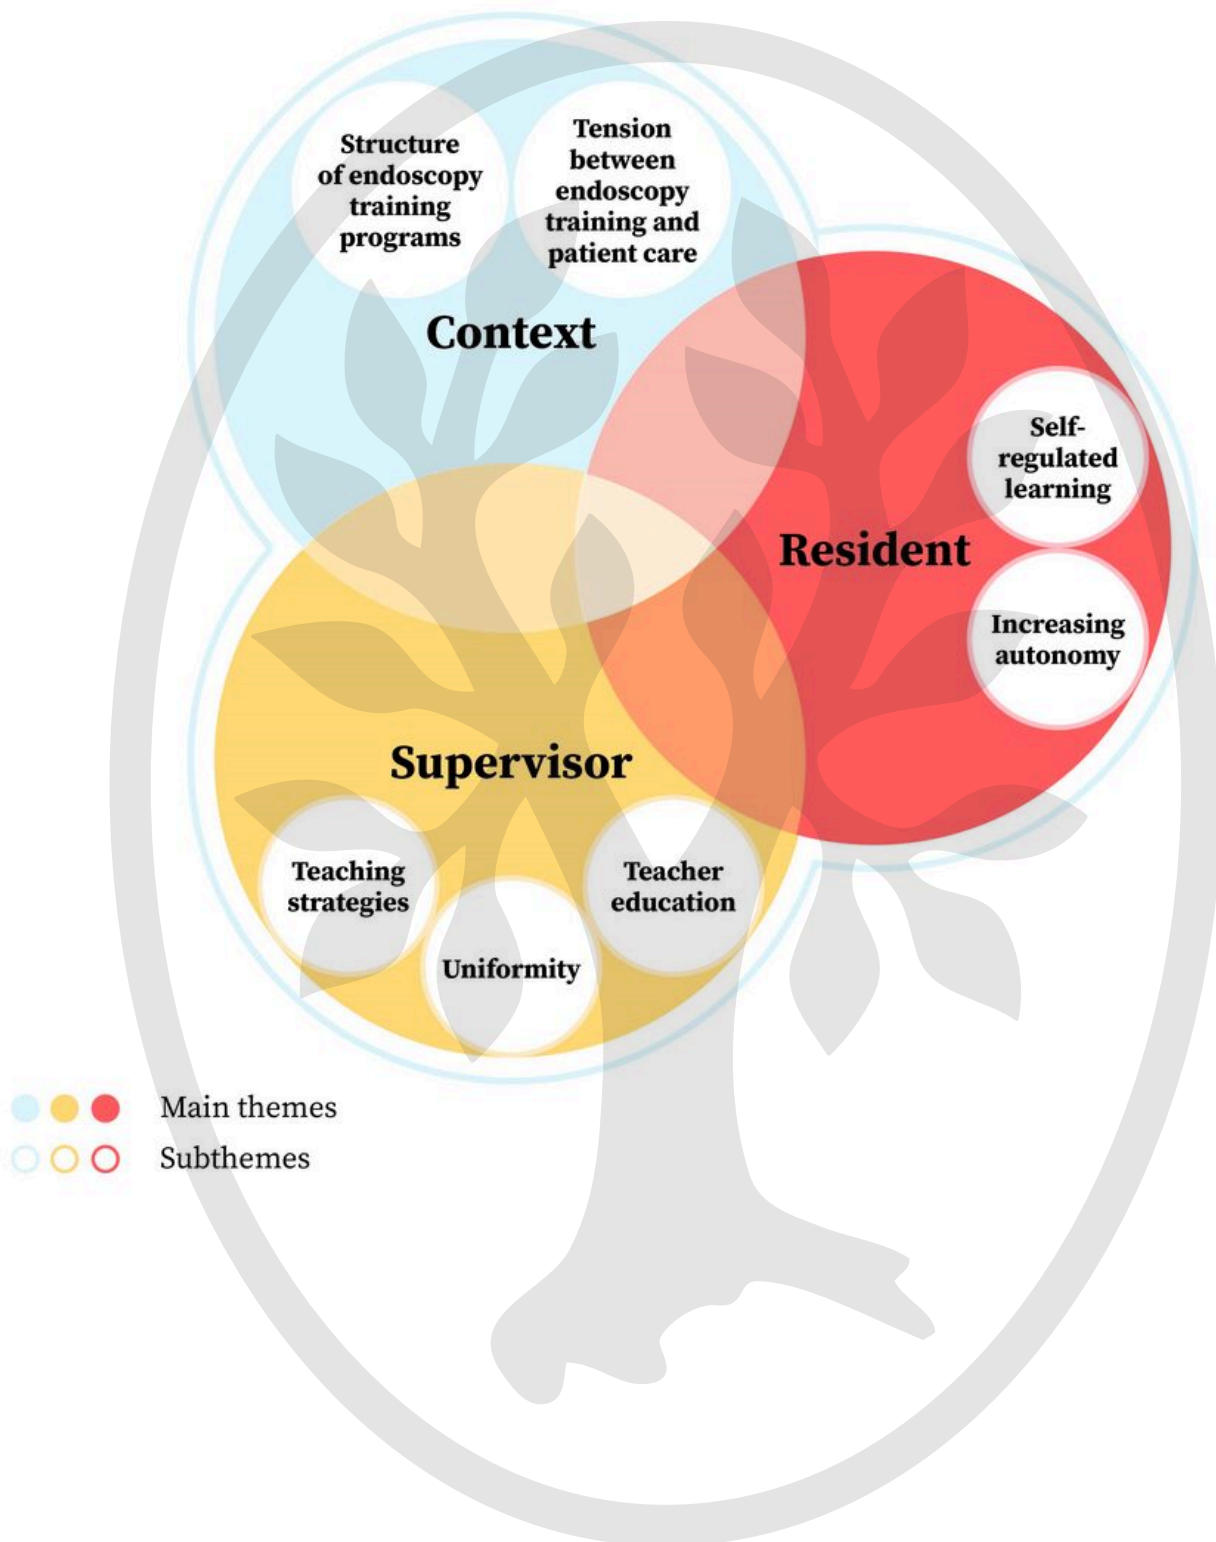 Structure
of endoscopy
training
programs
Tension
between
endoscopy
training and
patient care
Context
Self-
regulated
learning
Resident
Increasing
autonomy
Supervisor
Teaching
strategies
Uniformity
Teacher
education
Main themes
Subthemes